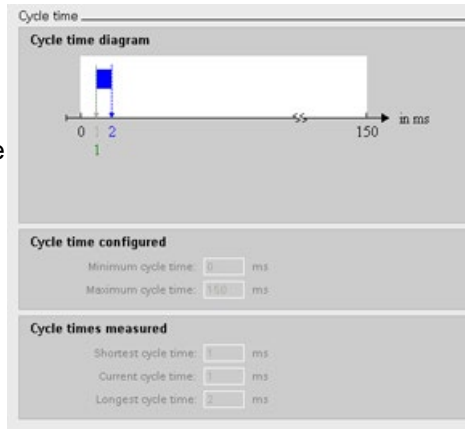 Cycle time
Cycle time diagram
0 1 2 150 in ms
1
e
Cycle time configured
Minimum cycle time: 0 ms
Maximum cycle time: 150 ms
Cycle times measured
Shortest cycle time: 1 ms
Current cycle time: 1 ms
Longest cycle time: 2 ms